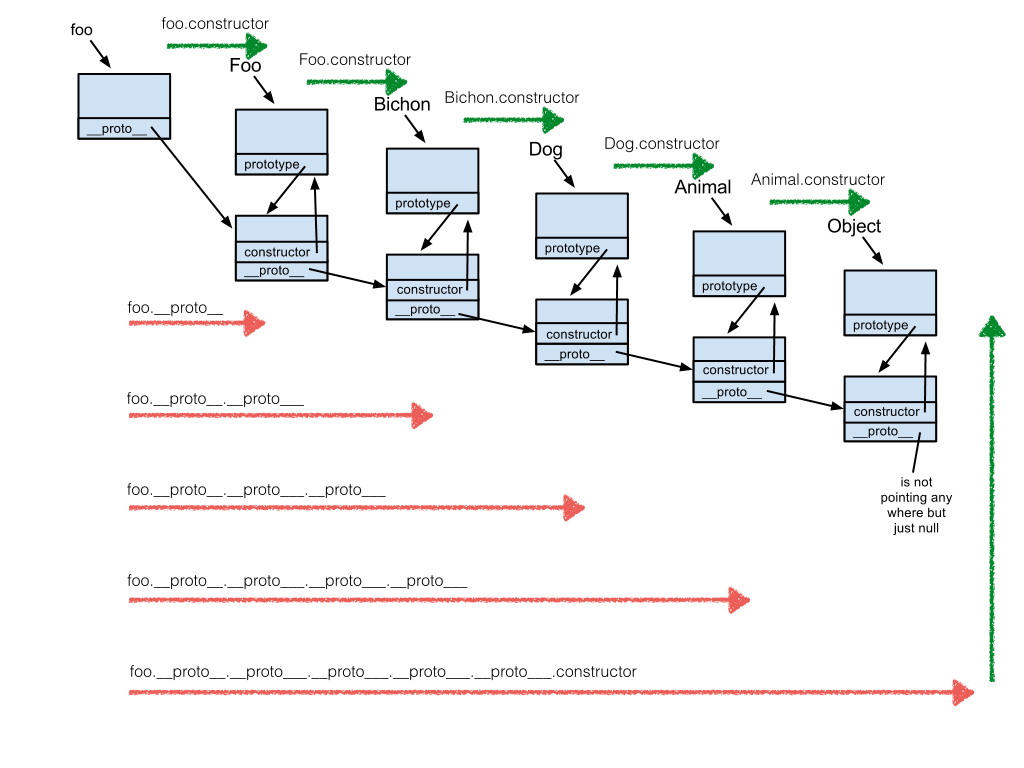 foo
foo.constructor
Foo
Foo.constructor
Bichon
Bichon.constructor
Dog
Dog.constructor
Animal
Animal.constructor
Object
__proto__
prototype
constructor
__proto__
prototype
constructor
__proto__
prototype
constructor
__proto__
prototype
constructor
__proto__
prototype
constructor
__proto__
is not
pointing any
where but
just null
foo.__proto__
foo.__proto__.__proto___
foo.__proto__.__proto___.__proto___
foo.__proto__.__proto___.__proto___.__proto___
foo.__proto__.__proto___.__proto___.__proto___.__proto___.constructor